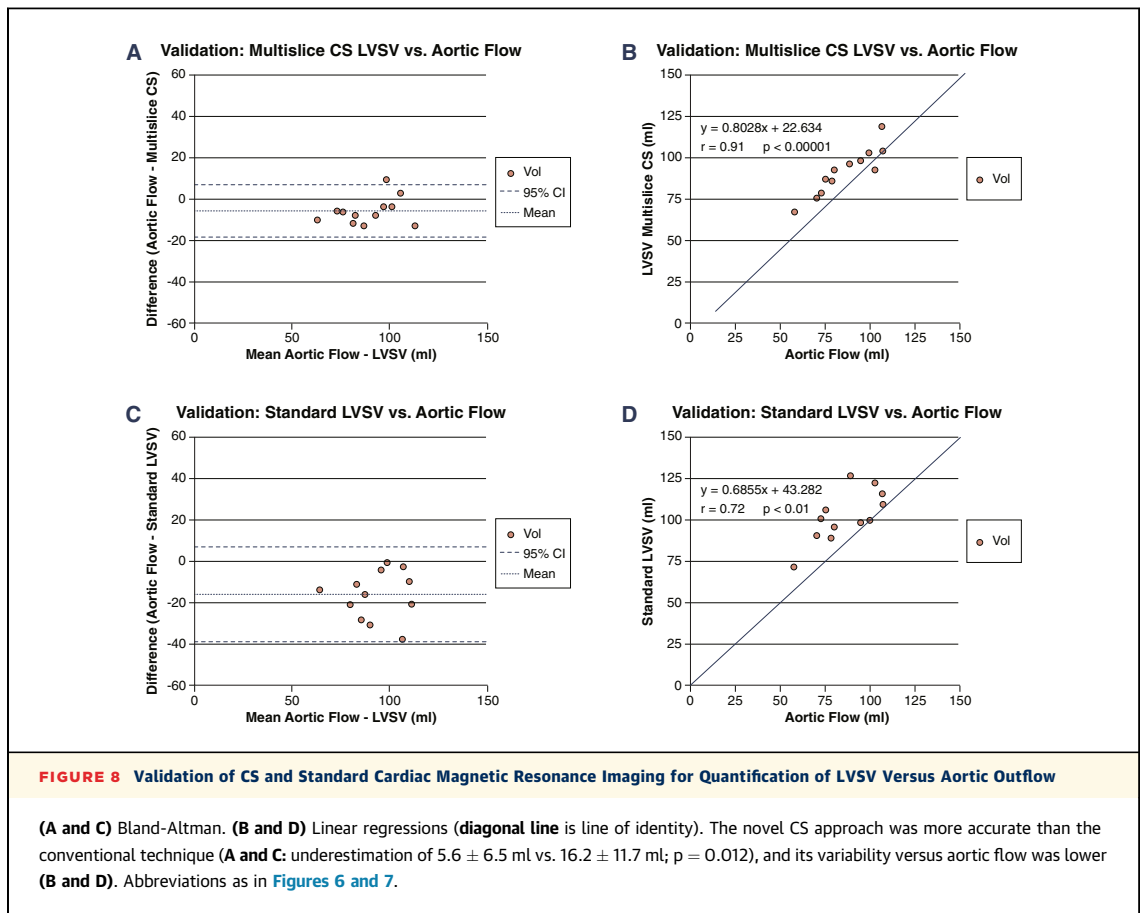 A Validation: Multislice CS LVSV vs. Aortic Flow
Difference (Aortic Flow - Multislice CS)
60
40
20
0
-20
-40
-60
0 50 100 150
Mean Aortic Flow - LVSV (ml)
Vol
95% CI
Mean
B Validation: Multislice CS LVSV vs. Aortic Flow
LVSV Multislice CS (ml)
150
125
100
75
50
25
0
y = 0.8028x + 22.634
r = 0.91 p < 0.00001
0 25 50 75 100 125 150
Aortic Flow (ml)
Vol
C Validation: Standard LVSV vs. Aortic Flow
Difference (Aortic Flow - Standard LVSV)
60
40
20
0
-20
-40
-60
0 50 100 150
Mean Aortic Flow - LVSV (ml)
Vol
95% CI
Mean
D Validation: Standard LVSV vs. Aortic Flow
Standard LVSV (ml)
150
125
100
75
50
25
0
y = 0.6855x + 43.282
r = 0.72 p < 0.01
0 25 50 75 100 125 150
Aortic Flow (ml)
Vol
FIGURE 8 Validation of CS and Standard Cardiac Magnetic Resonance Imaging for Quantification of LVSV Versus Aortic Outflow
(A and C) Bland-Altman. (B and D) Linear regressions (diagonal line is line of identity). The novel CS approach was more accurate than the
conventional technique (A and C: underestimation of 5.6 ± 6.5 ml vs. 16.2 ± 11.7 ml; p = 0.012), and its variability versus aortic flow was lower
(B and D). Abbreviations as in Figures 6 and 7.